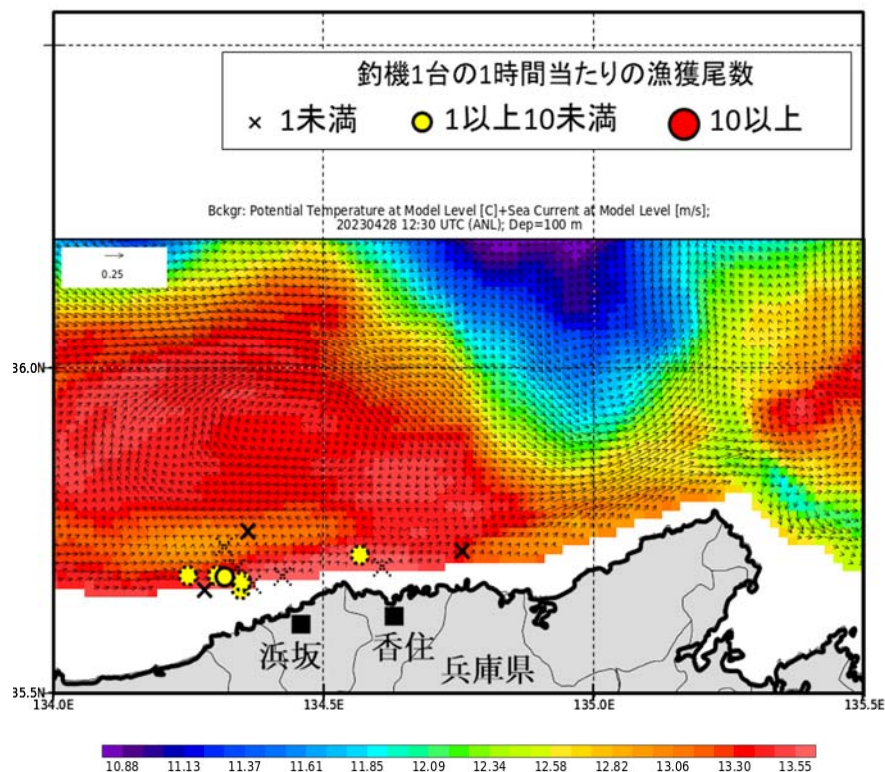 釣機1台の1時間当たりの漁獲尾数
× 1未満 1以上10未満 10以上
Bckgr: Potential Temperature at Model Level [C]+Sea Current at Model Level [m/s];
20230428 12:30 UTC (ANL); Dep=100 m
0.25
36.0N
浜坂 香住 兵庫県
35.5N
134.0E 134.5E 135.0E 135.5E
10.88 11.13 11.37 11.61 11.85 12.09 12.34 12.58 12.82 13.06 13.30 13.55